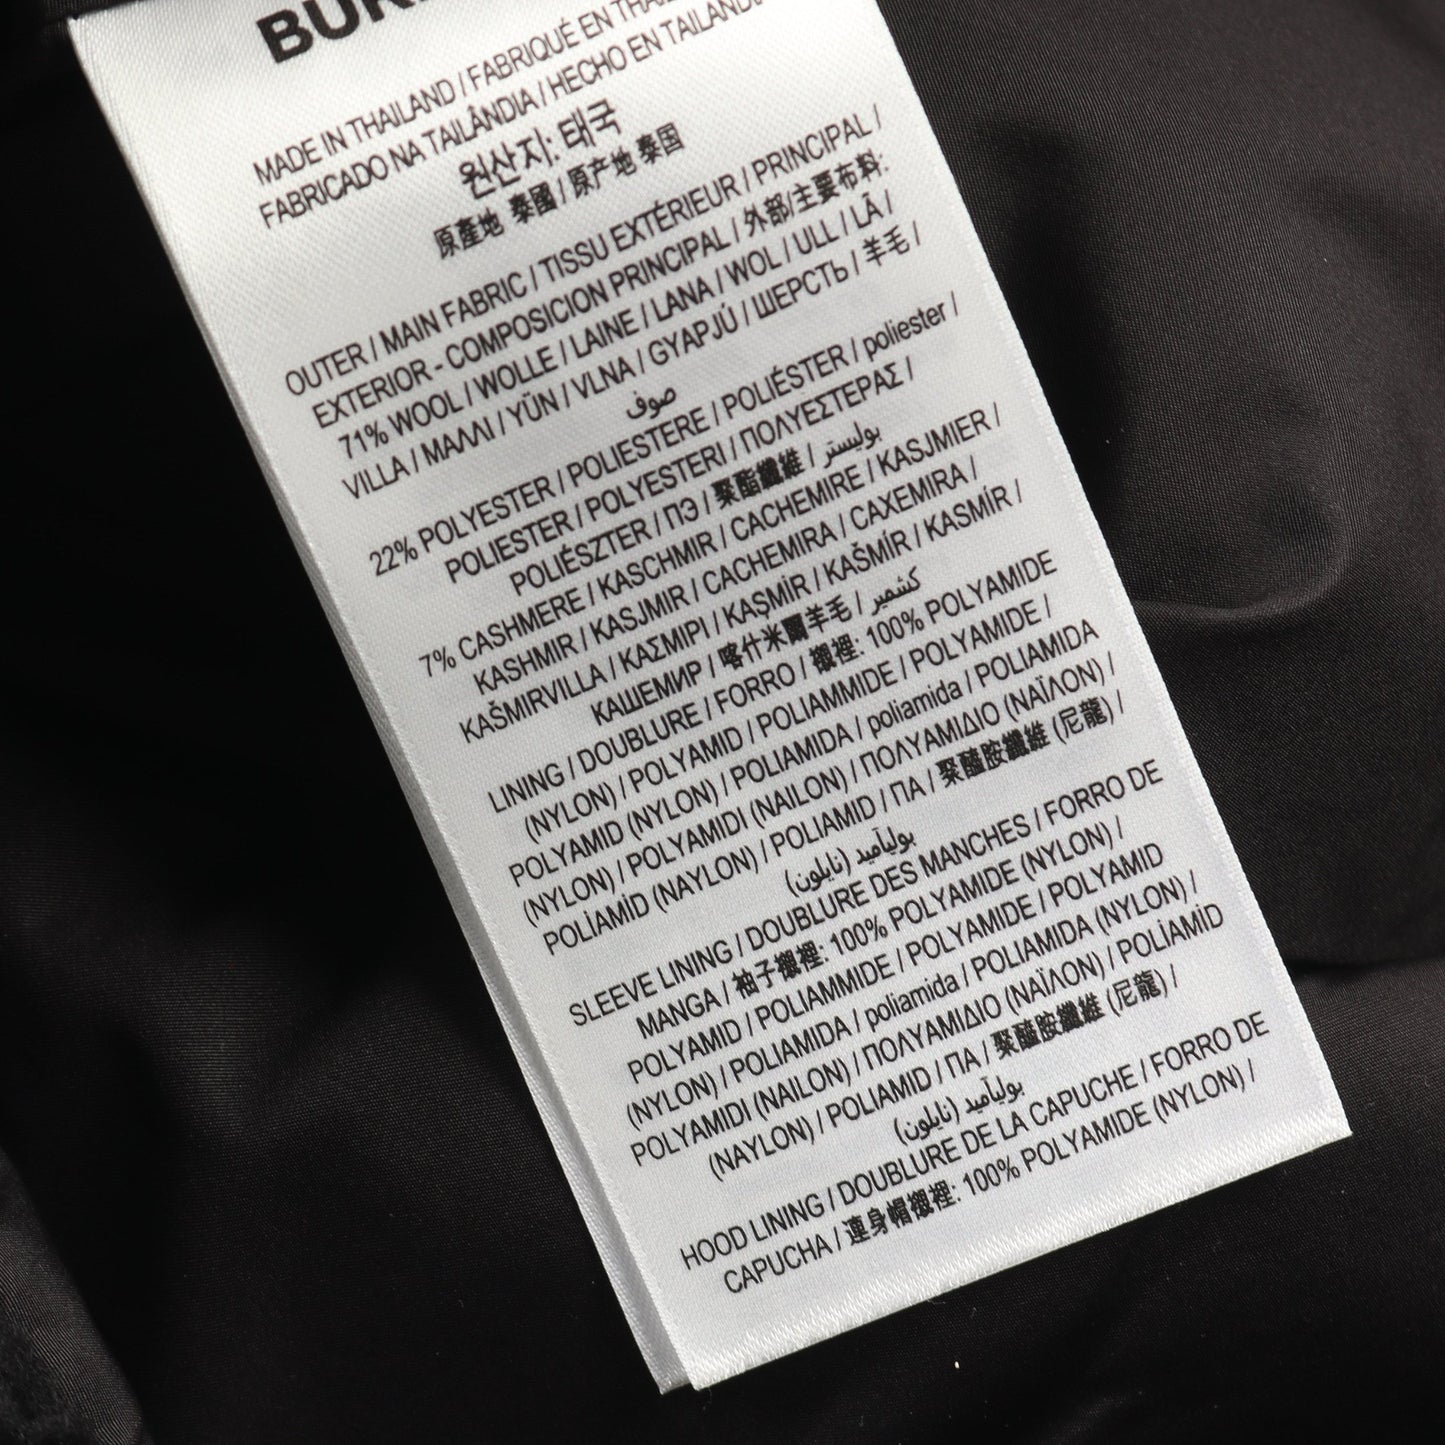 MADE IN THAILAND / FABRIQUÉ EN
FABRICADO NA TAILÂNDIA / HECHO EN TAILANDIA
원산지: 태국
原產地 泰國 / 原产地 泰国
OUTER / MAIN FABRIC / TISSU EXTÉRIEUR / PRINCIPAL /
EXTERIOR - COMPOSICION PRINCIPAL / 外部/主要布料:
71% WOOL / WOLLE / LAINE / LANA / WOL / ULL / LÃ /
VILLA / ΜΑΛΛΙ / YÜN / VLNA / GYAPJÚ / ШЕРСТЬ / 羊毛 /
صوف
22% POLYESTER / POLIESTERE / POLIÉSTER / poliester /
POLIESTER / POLYESTERI / ΠΟΛΥΕΣΤΕΡΑΣ /
POLIÉSZTER / ПЭ / 聚酯纖維 / بوليستر
7% CASHMERE / KASCHMIR / CACHEMIRE / KASJMIER /
KASHMIR / KASJMIR / CACHEMIRA / CAXEMIRA /
KAŠMIRVILLA / ΚΑΣΜΙΡΙ / KAŞMİR / KAŠMÍR / KASMÍR /
КАШЕМИР / 喀什米爾羊毛 / كشمير
LINING / DOUBLURE / FORRO / 襯裡: 100% POLYAMIDE
(NYLON) / POLYAMID / POLIAMMIDE / POLYAMIDE /
POLYAMID (NYLON) / POLIAMIDA / poliamida / POLIAMIDA
(NYLON) / POLYAMIDI (NAILON) / ΠΟΛΥΑΜΙΔΙΟ (ΝΑΪΛΟΝ) /
POLİAMİD (NAYLON) / POLIAMID / ПА / 聚醯胺纖維 (尼龍) /
بوليآميد (نايلون)
SLEEVE LINING / DOUBLURE DES MANCHES / FORRO DE
MANGA / 袖子襯裡: 100% POLYAMIDE (NYLON) /
POLYAMID / POLIAMMIDE / POLYAMIDE / POLYAMID
(NYLON) / POLIAMIDA / poliamida / POLIAMIDA (NYLON) /
POLYAMIDI (NAILON) / ΠΟΛΥΑΜΙΔΙΟ (ΝΑΪΛΟΝ) / POLİAMİD
(NAYLON) / POLIAMID / ПА / 聚醯胺纖維 (尼龍) /
بوليآميد (نايلون)
HOOD LINING / DOUBLURE DE LA CAPUCHE / FORRO DE
CAPUCHA / 連身帽襯裡: 100% POLYAMIDE (NYLON) /